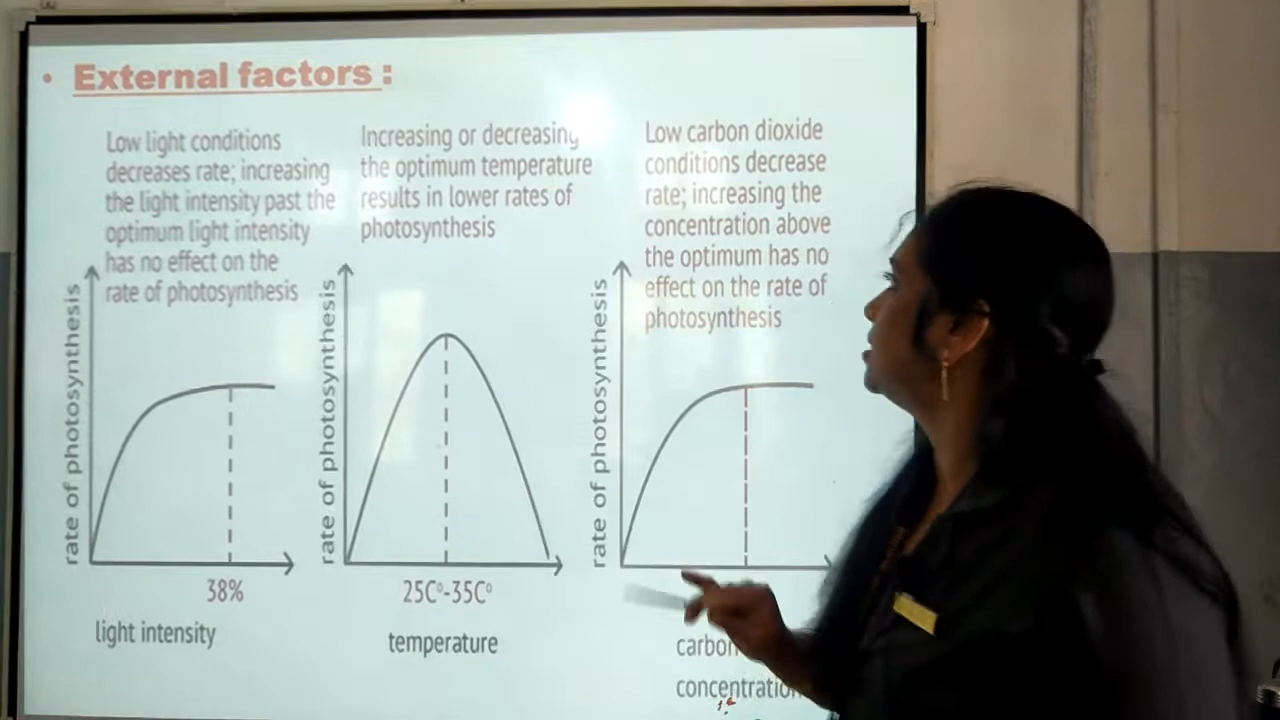 • External factors :
Low light conditions
decreases rate; increasing
the light intensity past the
optimum light intensity
has no effect on the
rate of photosynthesis
rate of photosynthesis
38%
light intensity
Increasing or decreasing
the optimum temperature
results in lower rates of
photosynthesis
rate of photosynthesis
25C°-35C°
temperature
Low carbon dioxide
conditions decrease
rate; increasing the
concentration above
the optimum has no
effect on the rate of
photosynthesis
rate of photosynthesis
carbon
concentration